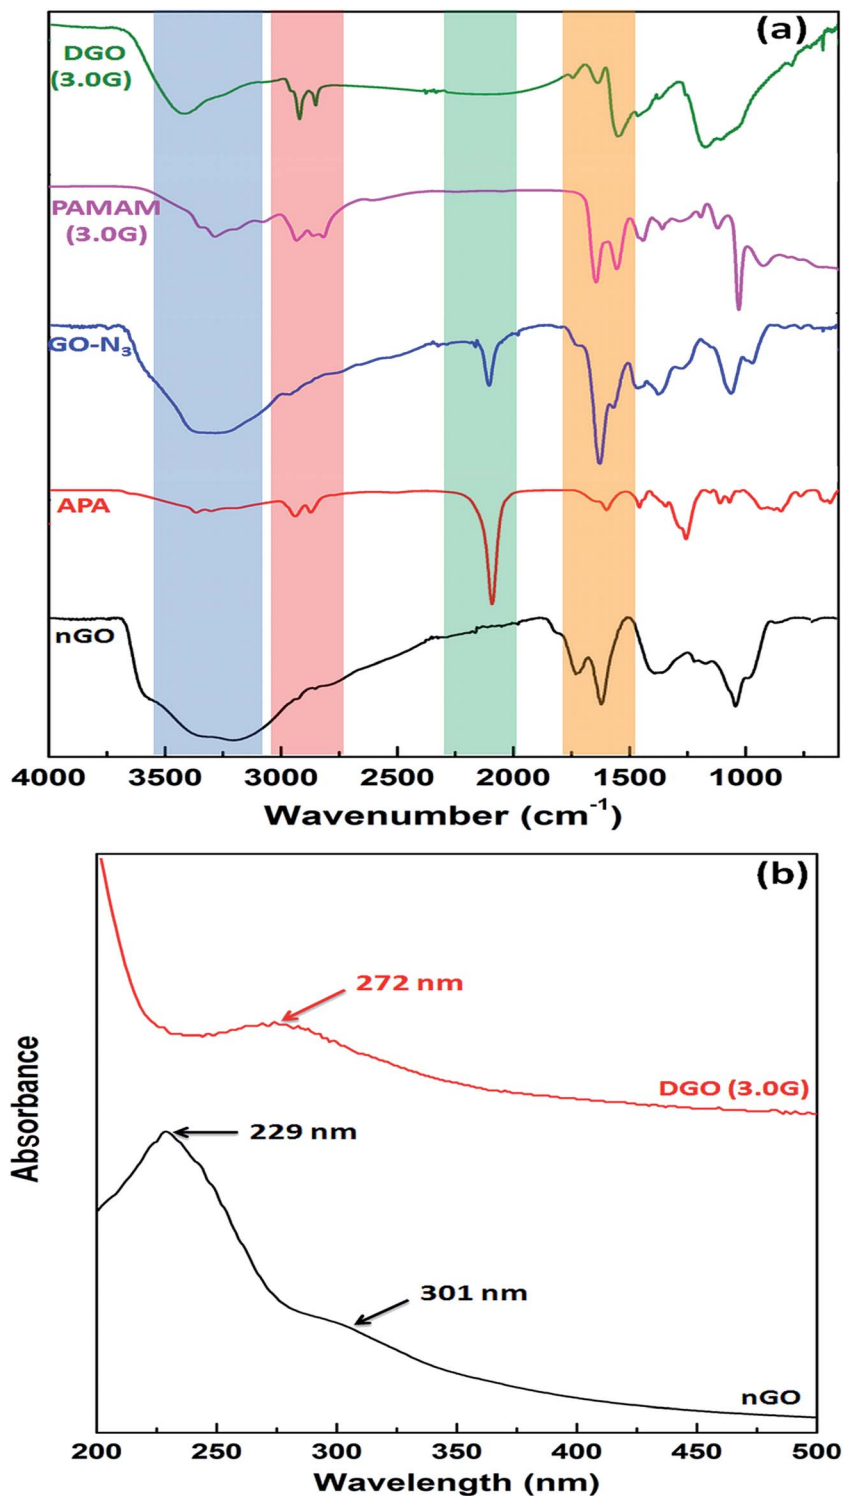 (a)
DGO
(3.0G)
PAMAM
(3.0G)
GO-N3
APA
nGO
4000 3500 3000 2500 2000 1500 1000
Wavenumber (cm-1)
(b)
272 nm
DGO (3.0G)
229 nm
301 nm
nGO
Absorbance
200 250 300 350 400 450 500
Wavelength (nm)